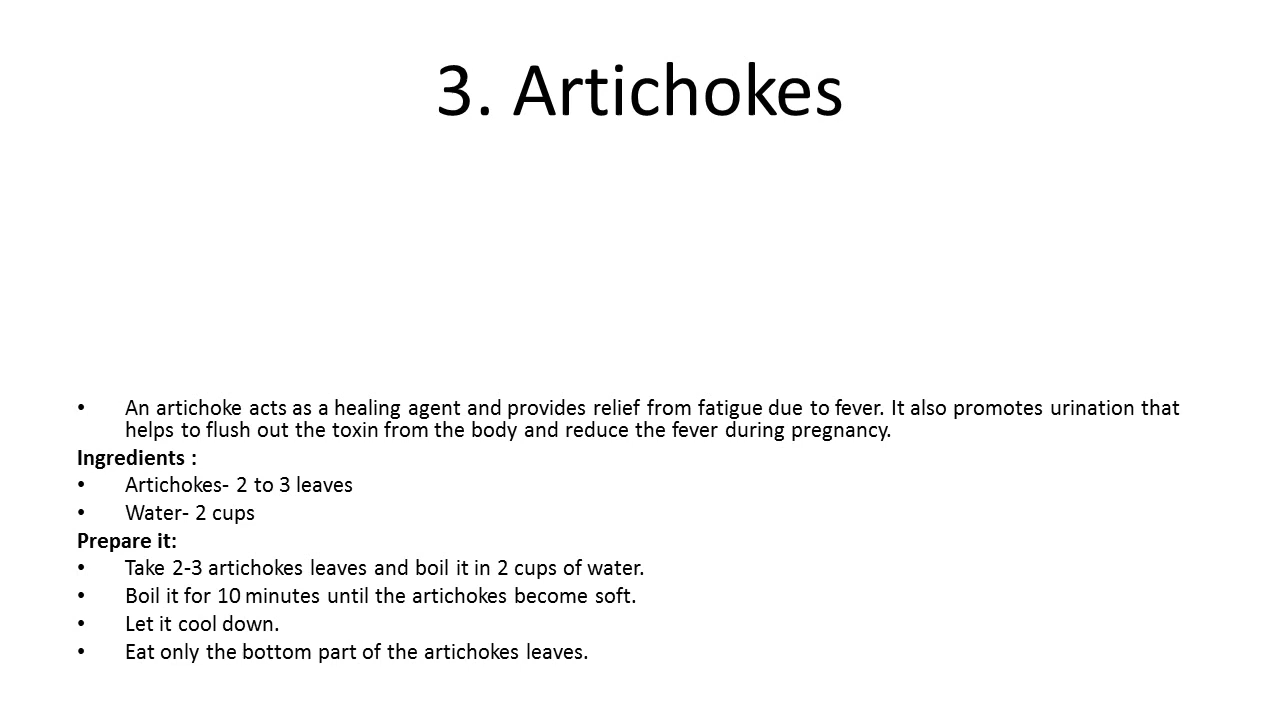 3. Artichokes
• An artichoke acts as a healing agent and provides relief from fatigue due to fever. It also promotes urination that
helps to flush out the toxin from the body and reduce the fever during pregnancy.
Ingredients :
• Artichokes- 2 to 3 leaves
• Water- 2 cups
Prepare it:
• Take 2-3 artichokes leaves and boil it in 2 cups of water.
• Boil it for 10 minutes until the artichokes become soft.
• Let it cool down.
• Eat only the bottom part of the artichokes leaves.